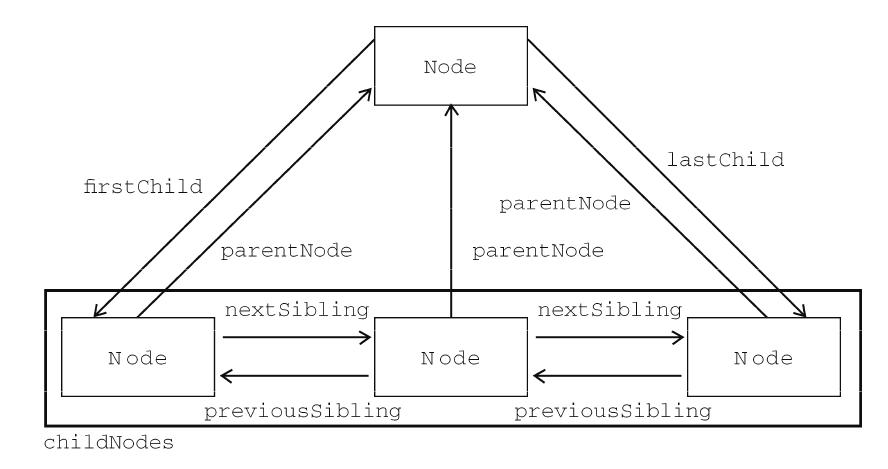 Node
lastChild
firstChild
parentNode
parentNode
parentNode
nextSibling
nextSibling
Node
Node
Node
previousSibling
previousSibling
childNodes